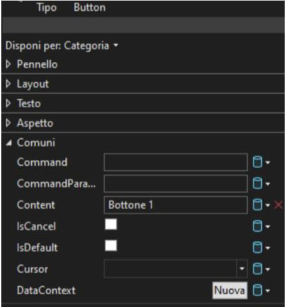 Tipo Button
Disponi per: Categoria
Pennello
Layout
Testo
Aspetto
Comuni
Command
CommandPara...
Content Bottone 1
IsCancel
IsDefault
Cursor
DataContext Nuova